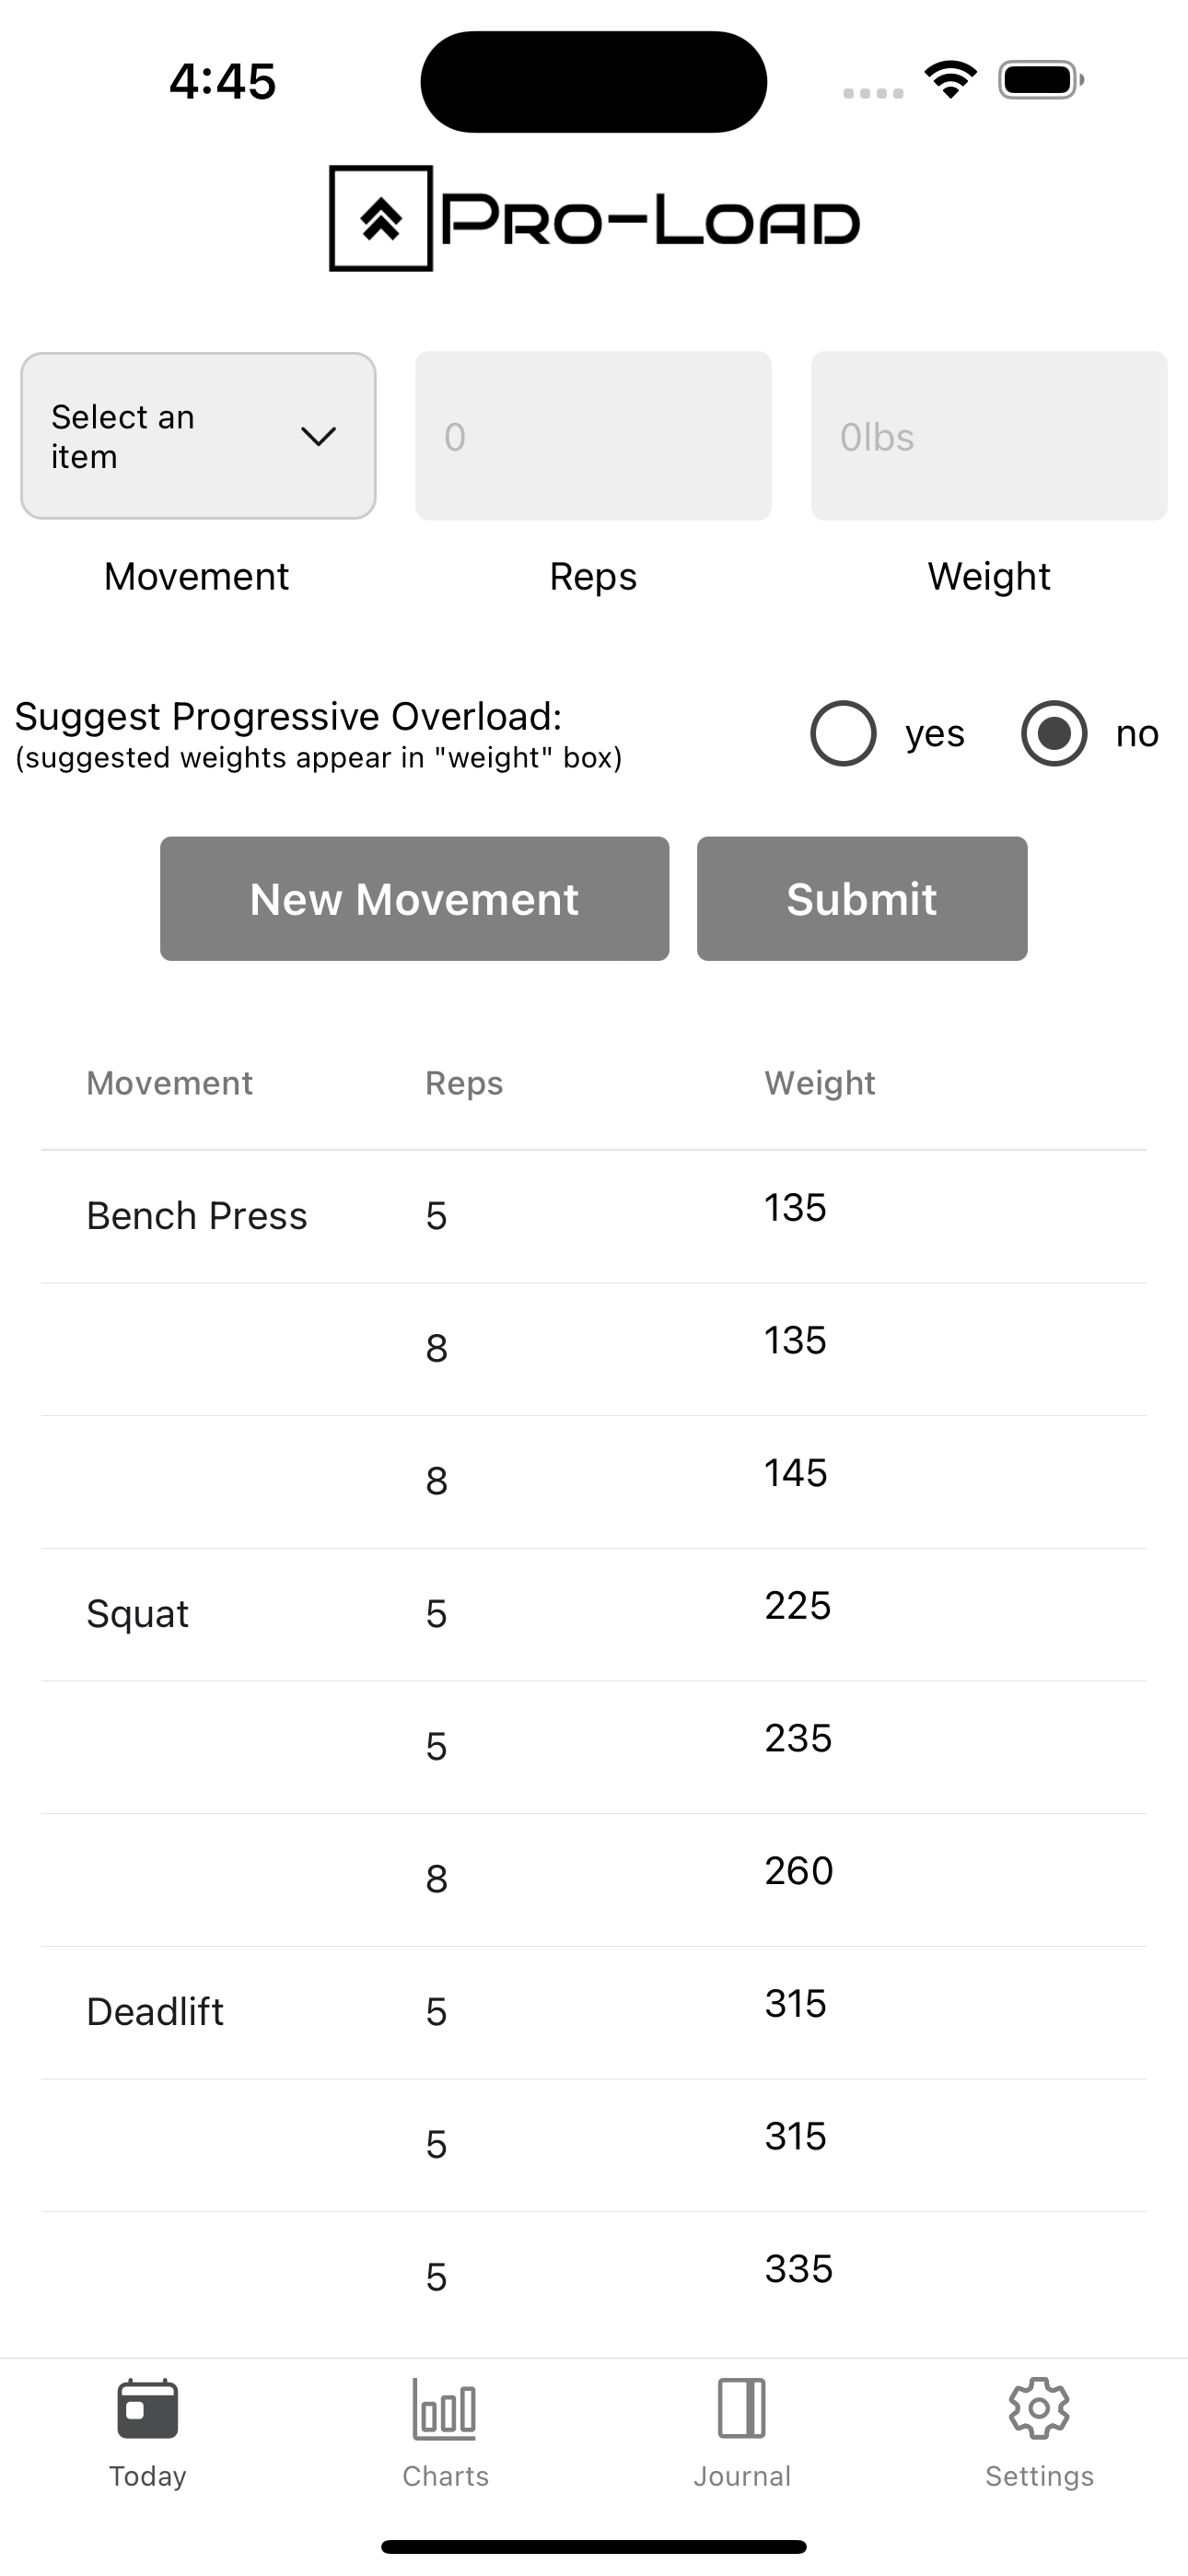 4:45
Pro-Load
Select an
item
0
0lbs
Movement Reps Weight
Suggest Progressive Overload:
(suggested weights appear in "weight" box)
yes no
New Movement Submit
Movement Reps Weight
Bench Press 5 135
8 135
8 145
Squat 5 225
5 235
8 260
Deadlift 5 315
5 315
5 335
Today Charts Journal Settings